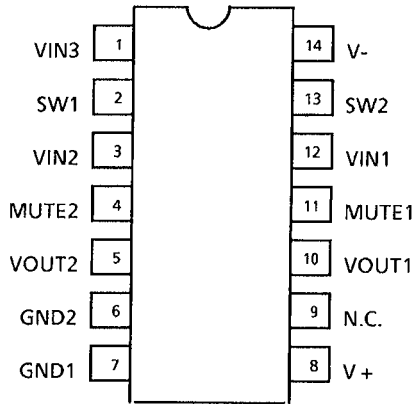 VIN3 1 14 V-
SW1 2 13 SW2
VIN2 3 12 VIN1
MUTE2 4 11 MUTE1
VOUT2 5 10 VOUT1
GND2 6 9 N.C.
GND1 7 8 V+